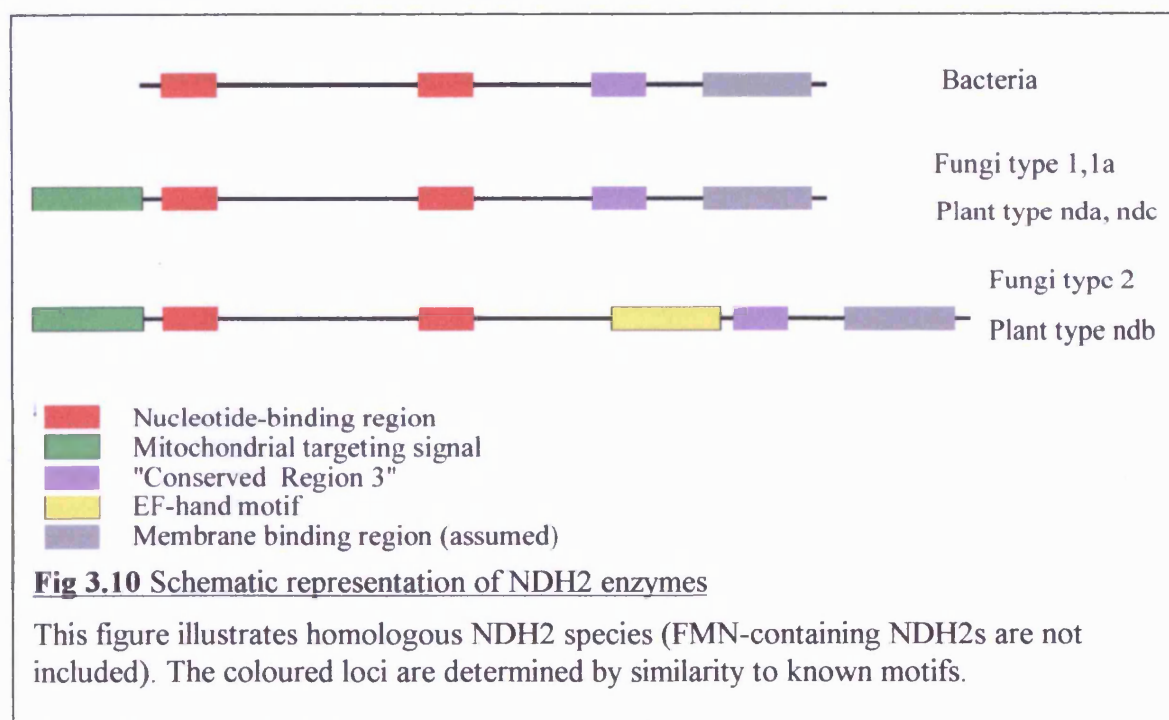 Bacteria
Fungi type 1,1a
Plant type nda, ndc
Fungi type 2
Plant type ndb
Nucleotide-binding region
Mitochondrial targeting signal
"Conserved Region 3"
EF-hand motif
Membrane binding region (assumed)
Fig 3.10 Schematic representation of NDH2 enzymes
This figure illustrates homologous NDH2 species (FMN-containing NDH2s are not
included). The coloured loci are determined by similarity to known motifs.